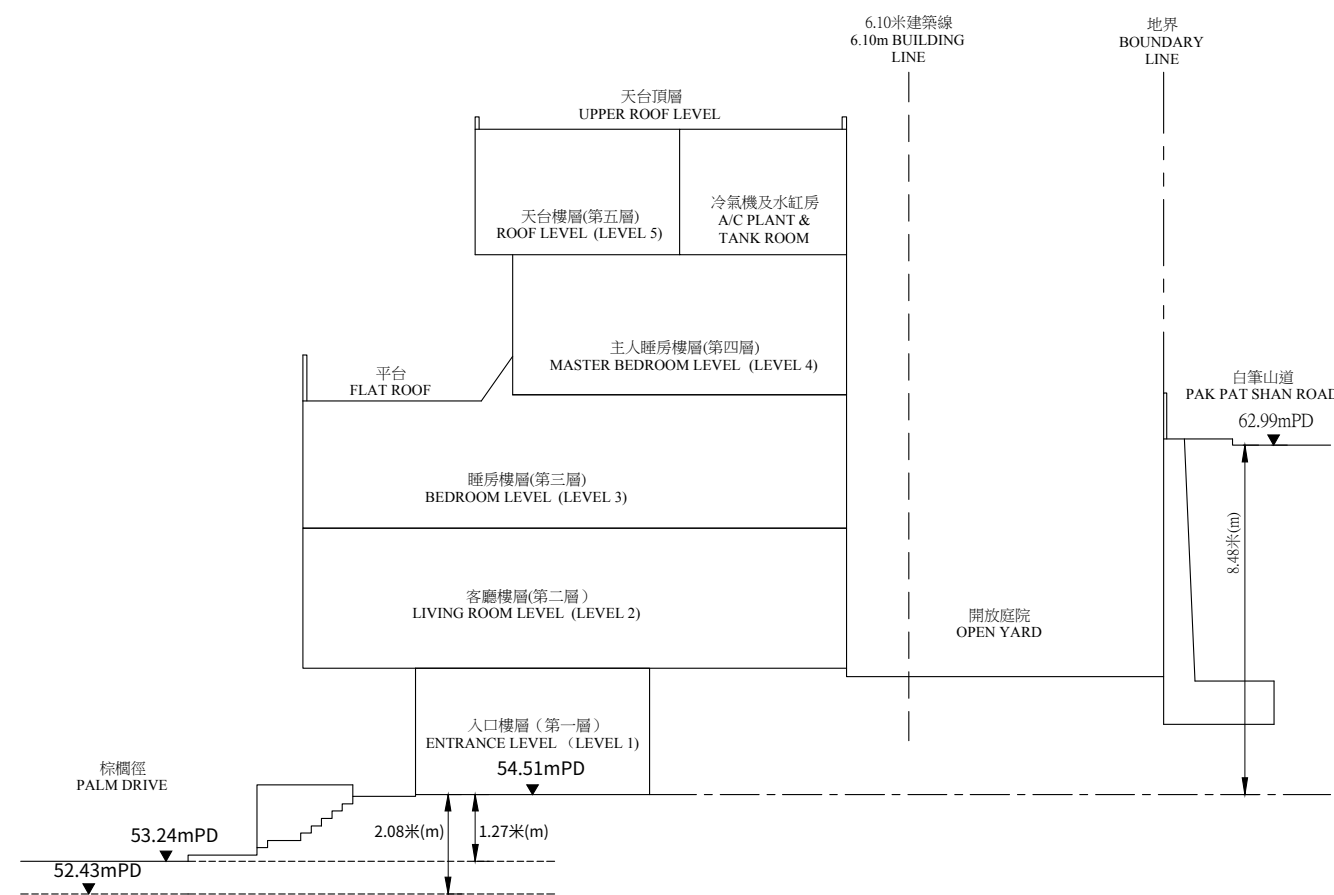 6.10米建築線
6.10m BUILDING
LINE
地界
BOUNDARY
LINE
天台頂層
UPPER ROOF LEVEL
天台樓層(第五層)
ROOF LEVEL (LEVEL 5)
冷氣機及水缸房
A/C PLANT &
TANK ROOM
主人睡房樓層(第四層)
MASTER BEDROOM LEVEL (LEVEL 4)
平台
FLAT ROOF
白筆山道
PAK PAT SHAN ROAD
62.99mPD
睡房樓層(第三層)
BEDROOM LEVEL (LEVEL 3)
8.48米(m)
客廳樓層(第二層）
LIVING ROOM LEVEL (LEVEL 2)
開放庭院
OPEN YARD
入口樓層（第一層）
ENTRANCE LEVEL （LEVEL 1)
54.51mPD
棕櫚徑
PALM DRIVE
2.08米(m)
1.27米(m)
53.24mPD
52.43mPD